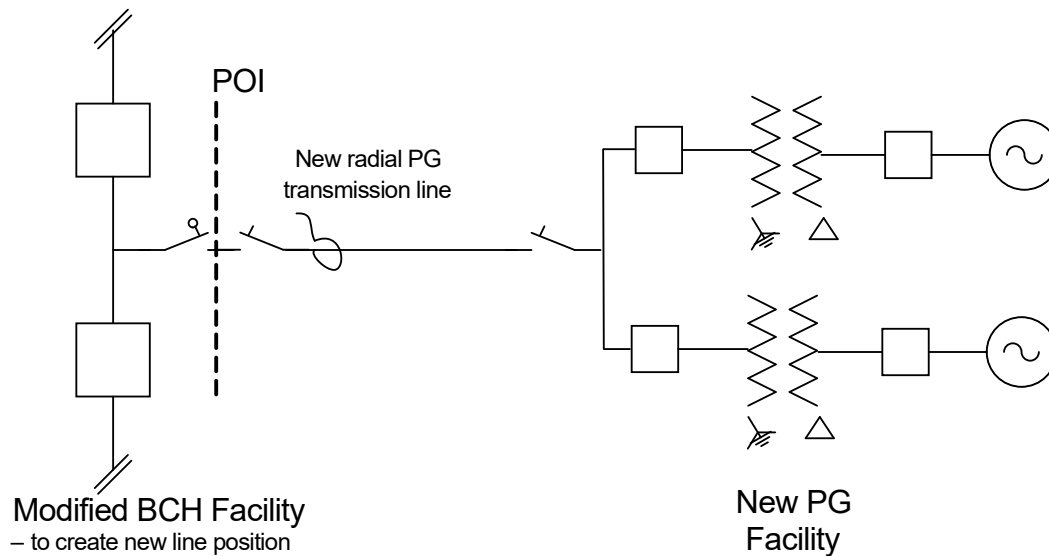 POI
New radial PG
transmission line
Modified BCH Facility
– to create new line position
New PG
Facility